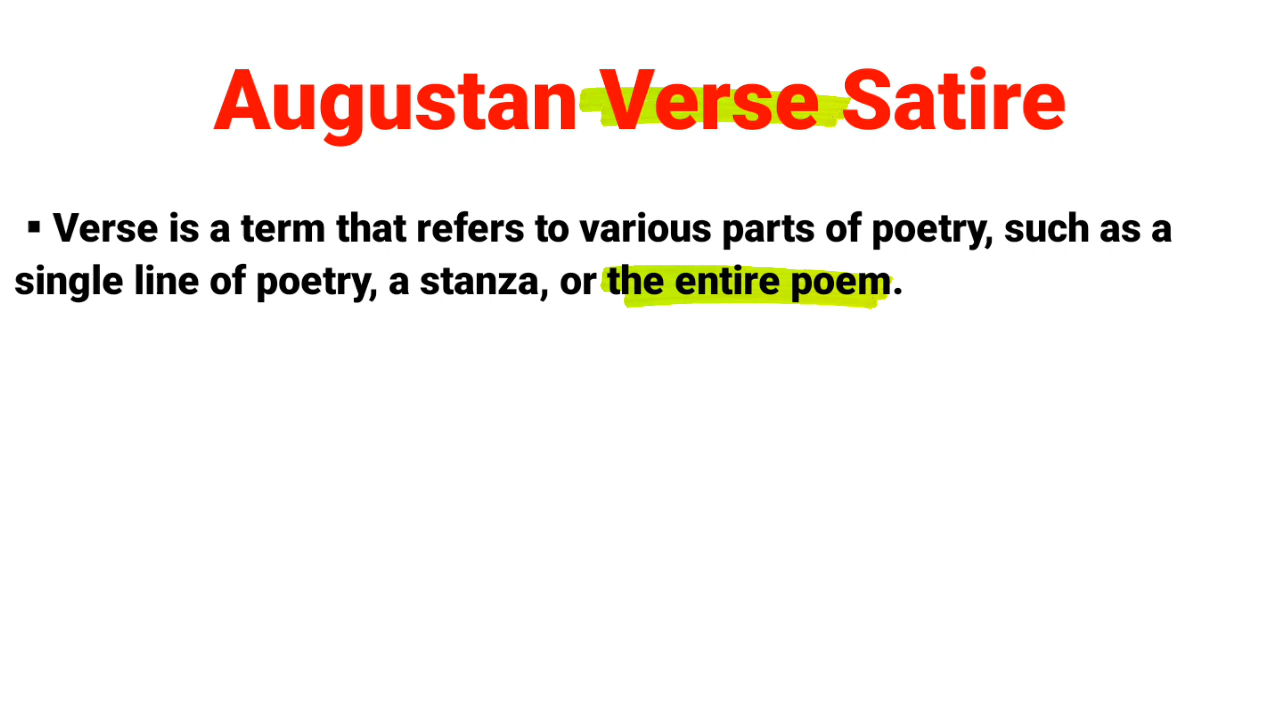 Augustan Verse Satire
▪ Verse is a term that refers to various parts of poetry, such as a
single line of poetry, a stanza, or the entire poem.